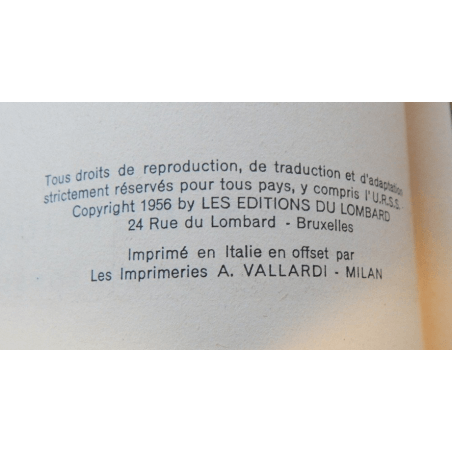 Tous droits de reproduction, de traduction et d'adaptation
strictement réservés pour tous pays, y compris l'U.R.S.S.
Copyright 1956 by LES EDITIONS DU LOMBARD
24 Rue du Lombard - Bruxelles
Imprimé en Italie en offset par
Les Imprimeries A. VALLARDI - MILAN